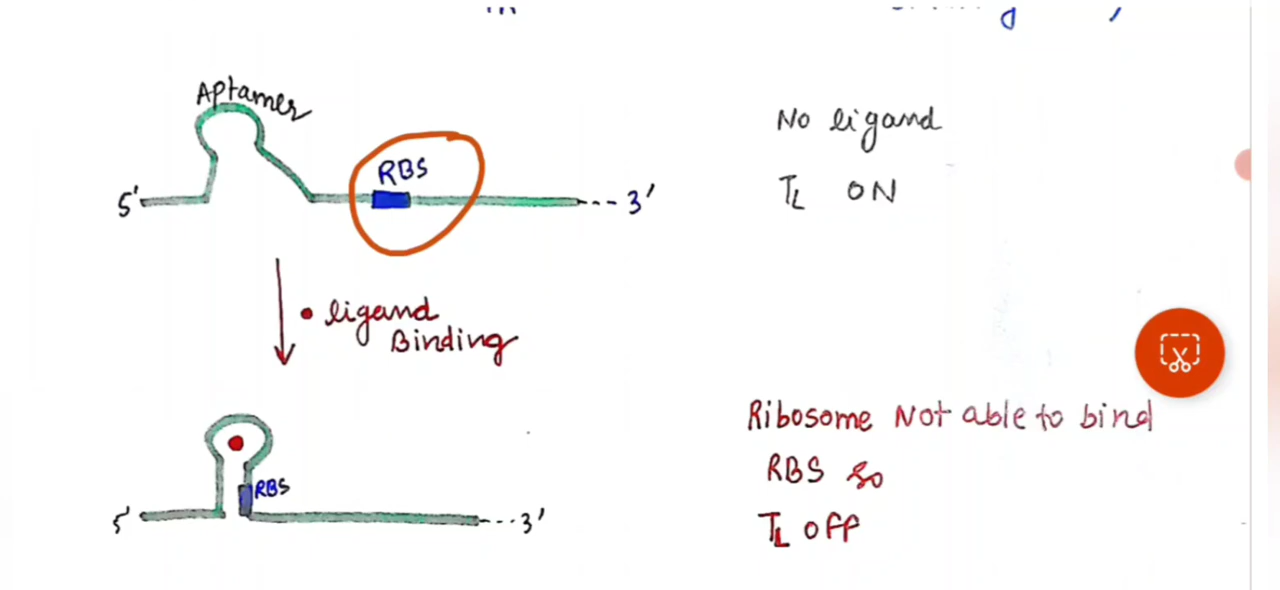 Aptamer
RBS
5'
3'
No ligand
TL ON
• ligand
Binding
Ribosome Not able to bind
RBS so
TL OFF
RBS
5'
3'